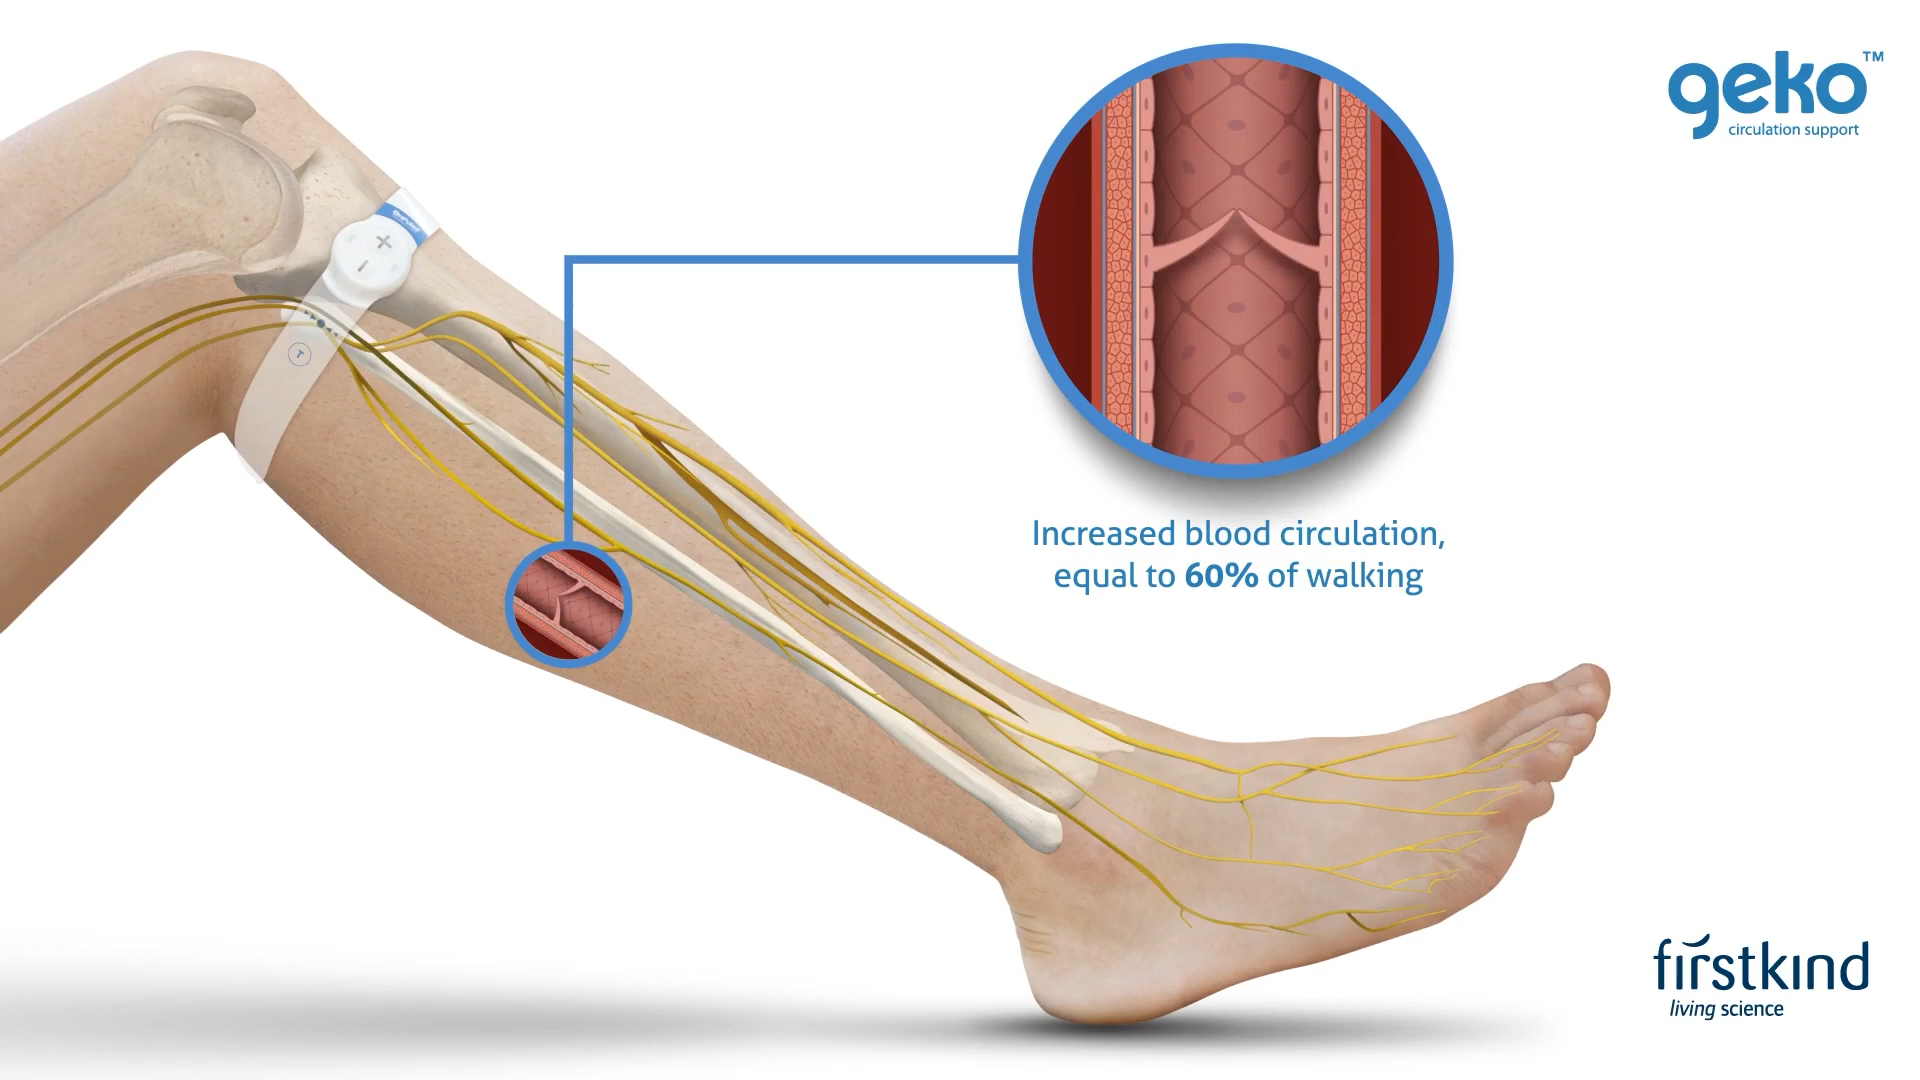 geko™
circulation support
Increased blood circulation,
equal to 60% of walking
firstkind
living science
T